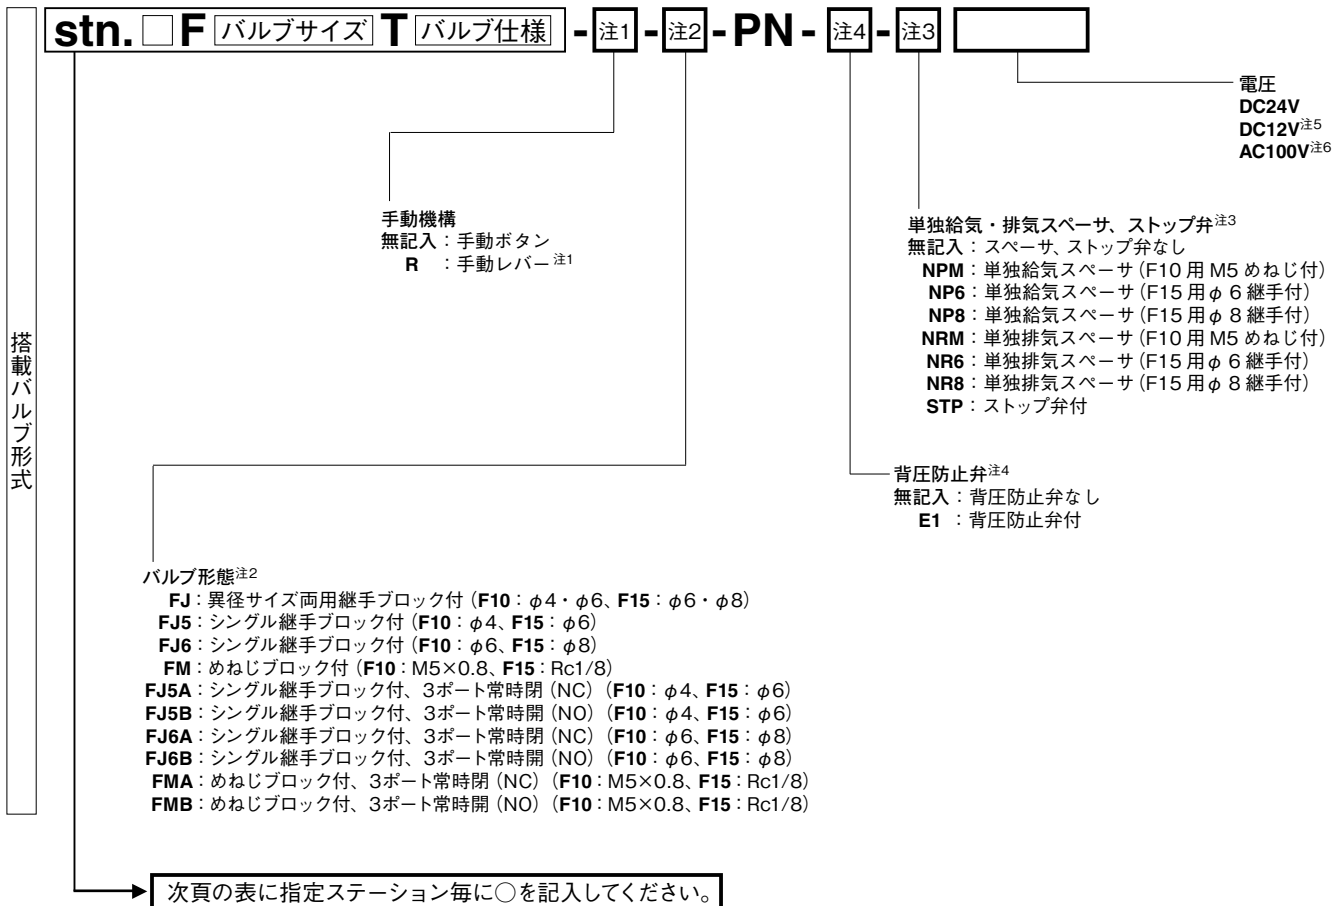 stn. □ F バルブサイズ T バルブ仕様 - 注1 - 注2 - PN - 注4 - 注3
電圧
DC24V
DC12V注5
AC100V注6
手動機構
無記入：手動ボタン
R ：手動レバー注1
単独給気・排気スペーサ、ストップ弁注3
無記入：スペーサ、ストップ弁なし
NPM：単独給気スペーサ（F10 用 M5 めねじ付）
NP6：単独給気スペーサ（F15 用φ 6 継手付）
NP8：単独給気スペーサ（F15 用φ 8 継手付）
NRM：単独排気スペーサ（F10 用 M5 めねじ付）
NR6：単独排気スペーサ（F15 用φ 6 継手付）
NR8：単独排気スペーサ（F15 用φ 8 継手付）
STP：ストップ弁付
搭載バルブ形式
背圧防止弁注4
無記入：背圧防止弁なし
E1 ：背圧防止弁付
バルブ形態注2
FJ：異径サイズ両用継手ブロック付（F10：φ4・φ6、F15：φ6・φ8）
FJ5：シングル継手ブロック付（F10：φ4、F15：φ6）
FJ6：シングル継手ブロック付（F10：φ6、F15：φ8）
FM：めねじブロック付（F10：M5×0.8、F15：Rc1/8）
FJ5A：シングル継手ブロック付、3ポート常時閉（NC）（F10：φ4、F15：φ6）
FJ5B：シングル継手ブロック付、3ポート常時開（NO）（F10：φ4、F15：φ6）
FJ6A：シングル継手ブロック付、3ポート常時閉（NC）（F10：φ6、F15：φ8）
FJ6B：シングル継手ブロック付、3ポート常時開（NO）（F10：φ6、F15：φ8）
FMA：めねじブロック付、3ポート常時閉（NC）（F10：M5×0.8、F15：Rc1/8）
FMB：めねじブロック付、3ポート常時開（NO）（F10：M5×0.8、F15：Rc1/8）
次頁の表に指定ステーション毎に○を記入してください。